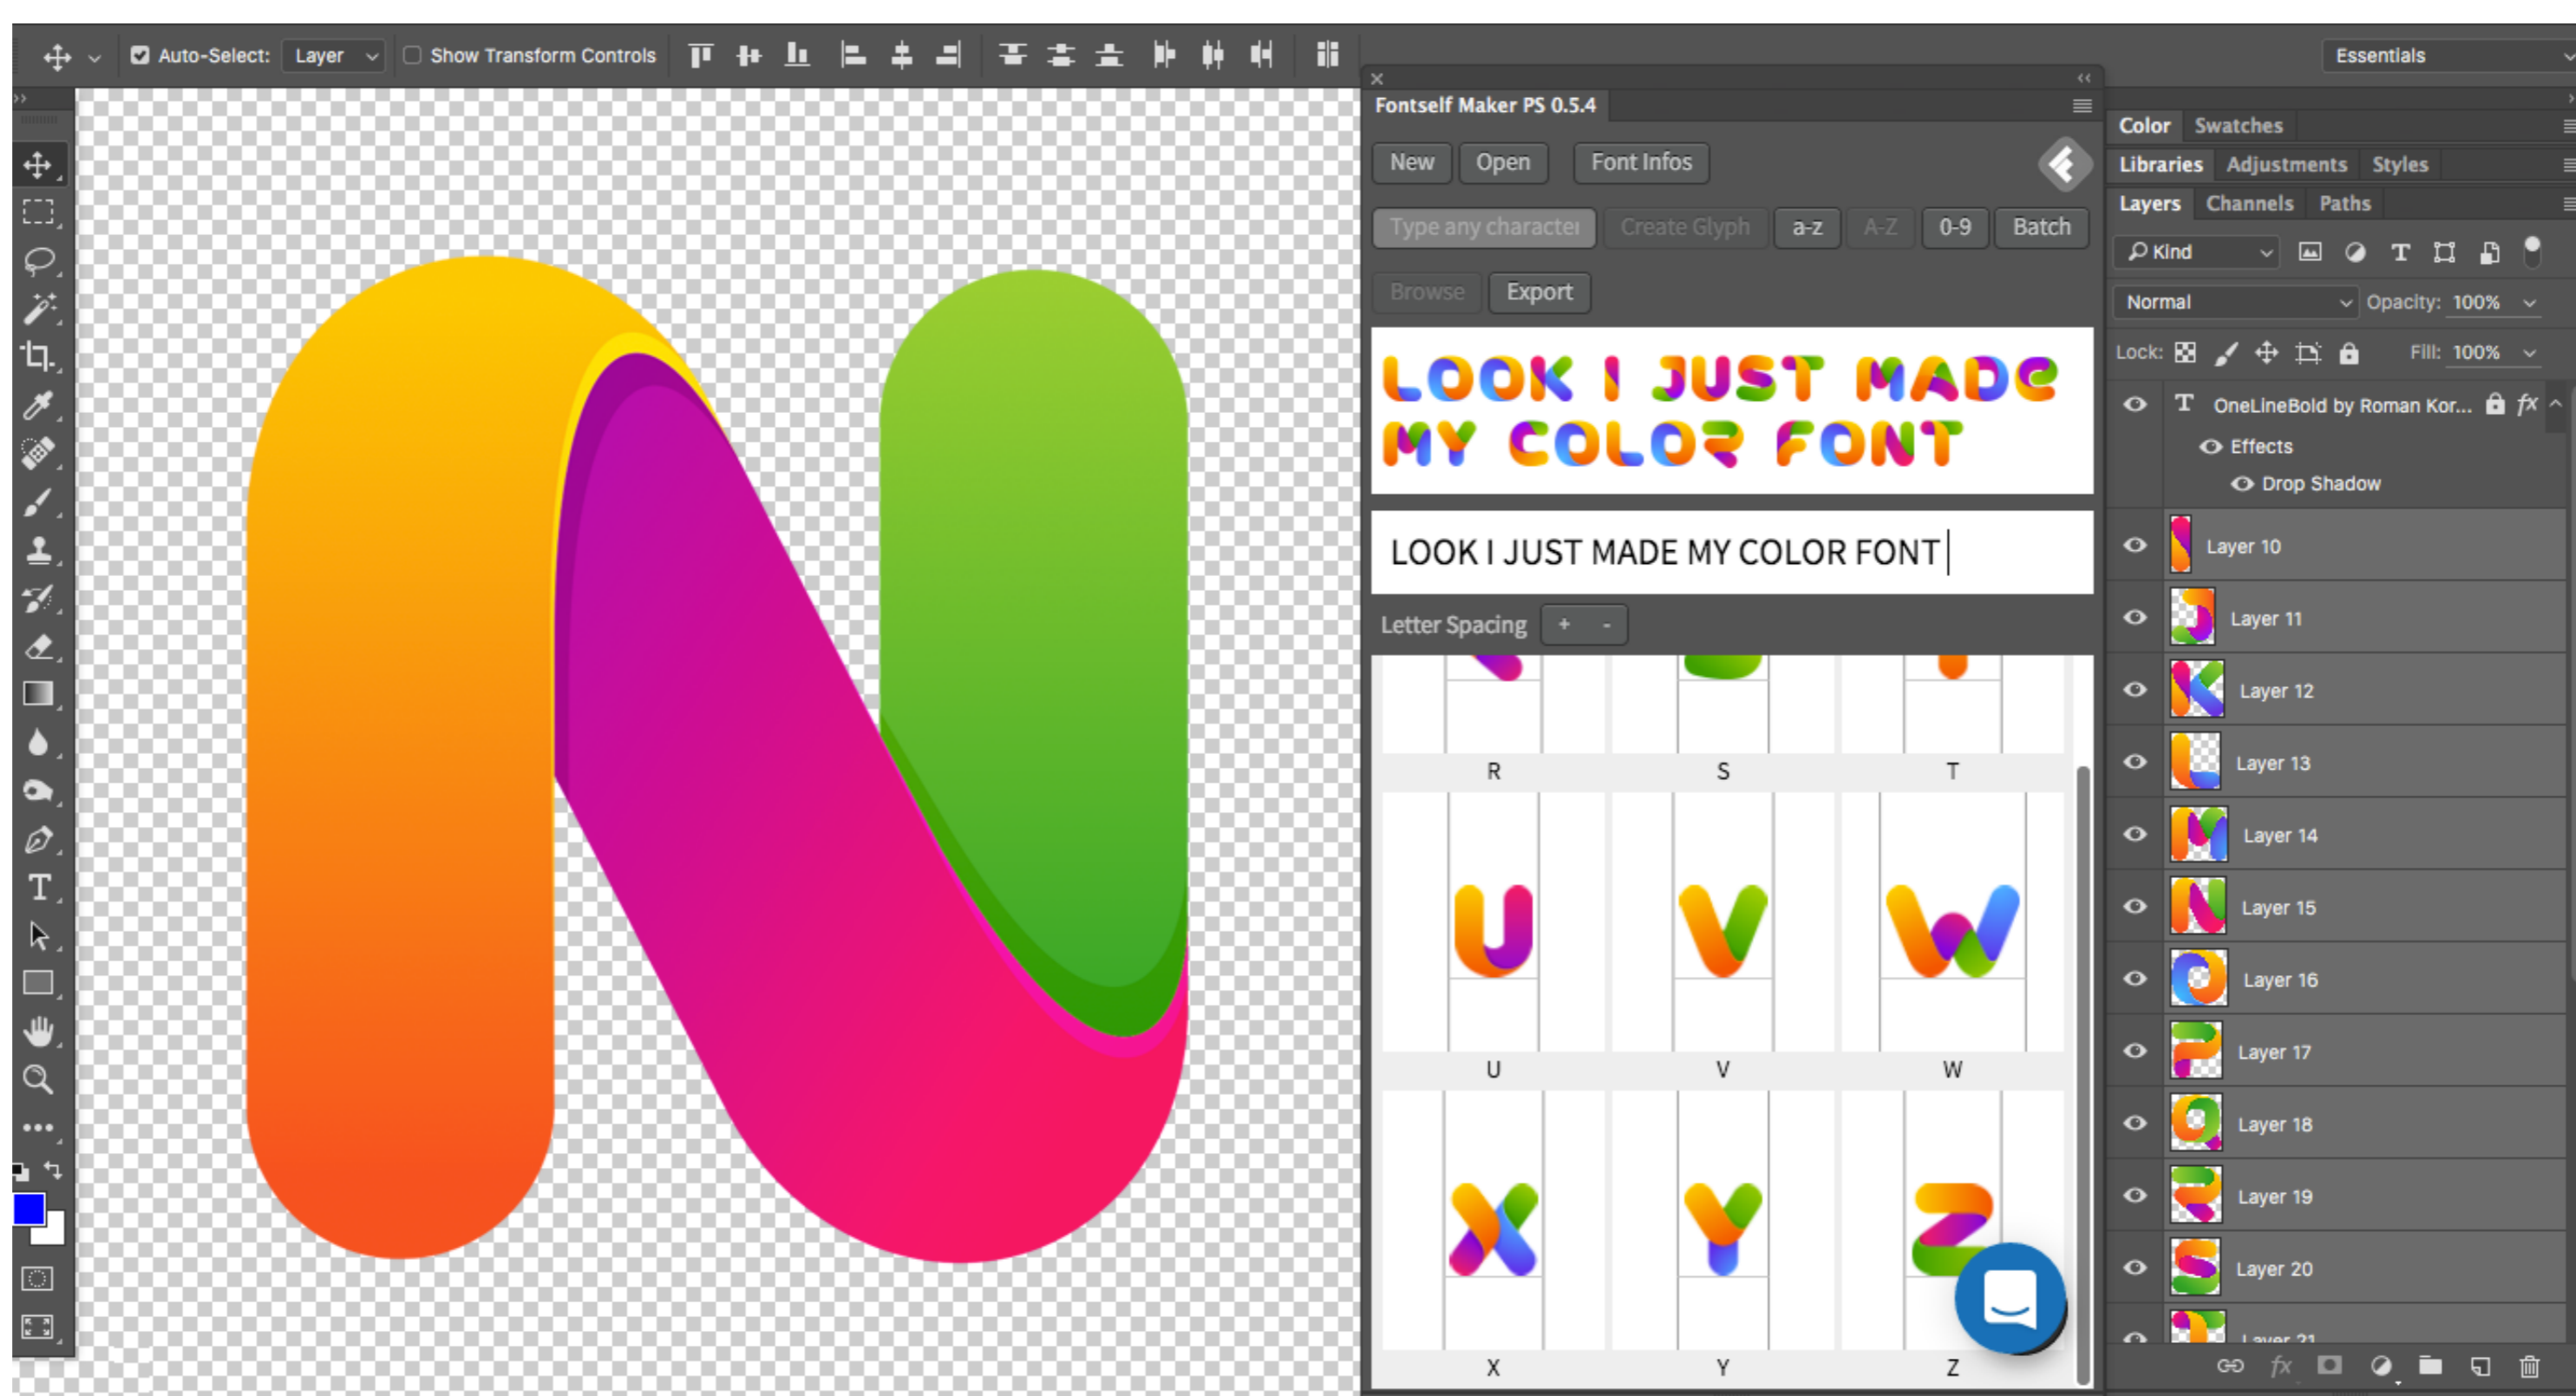 Auto-Select: Layer Show Transform Controls
Essentials
Fontself Maker PS 0.5.4
New Open Font Infos
Type any character Create Glyph a-z A-Z 0-9 Batch
Browse Export
LOOK I JUST MADE
MY COLOR FONT
LOOK I JUST MADE MY COLOR FONT
Letter Spacing + -
R S T
U V W
U V W
X Y Z
X Y Z
Color Swatches
Libraries Adjustments Styles
Layers Channels Paths
Kind
Normal Opacity: 100%
Lock: Fill: 100%
T OneLineBold by Roman Kor... fx
Effects
Drop Shadow
Layer 10
Layer 11
Layer 12
Layer 13
Layer 14
Layer 15
Layer 16
Layer 17
Layer 18
Layer 19
Layer 20
Layer 21
fx
N